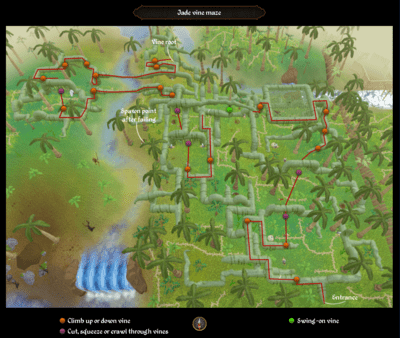 Jade vine maze
Vine root
Spawn point
after failing
Entrance
Climb up or down vine
Swing-on vine
Cut, squeeze or crawl through vines